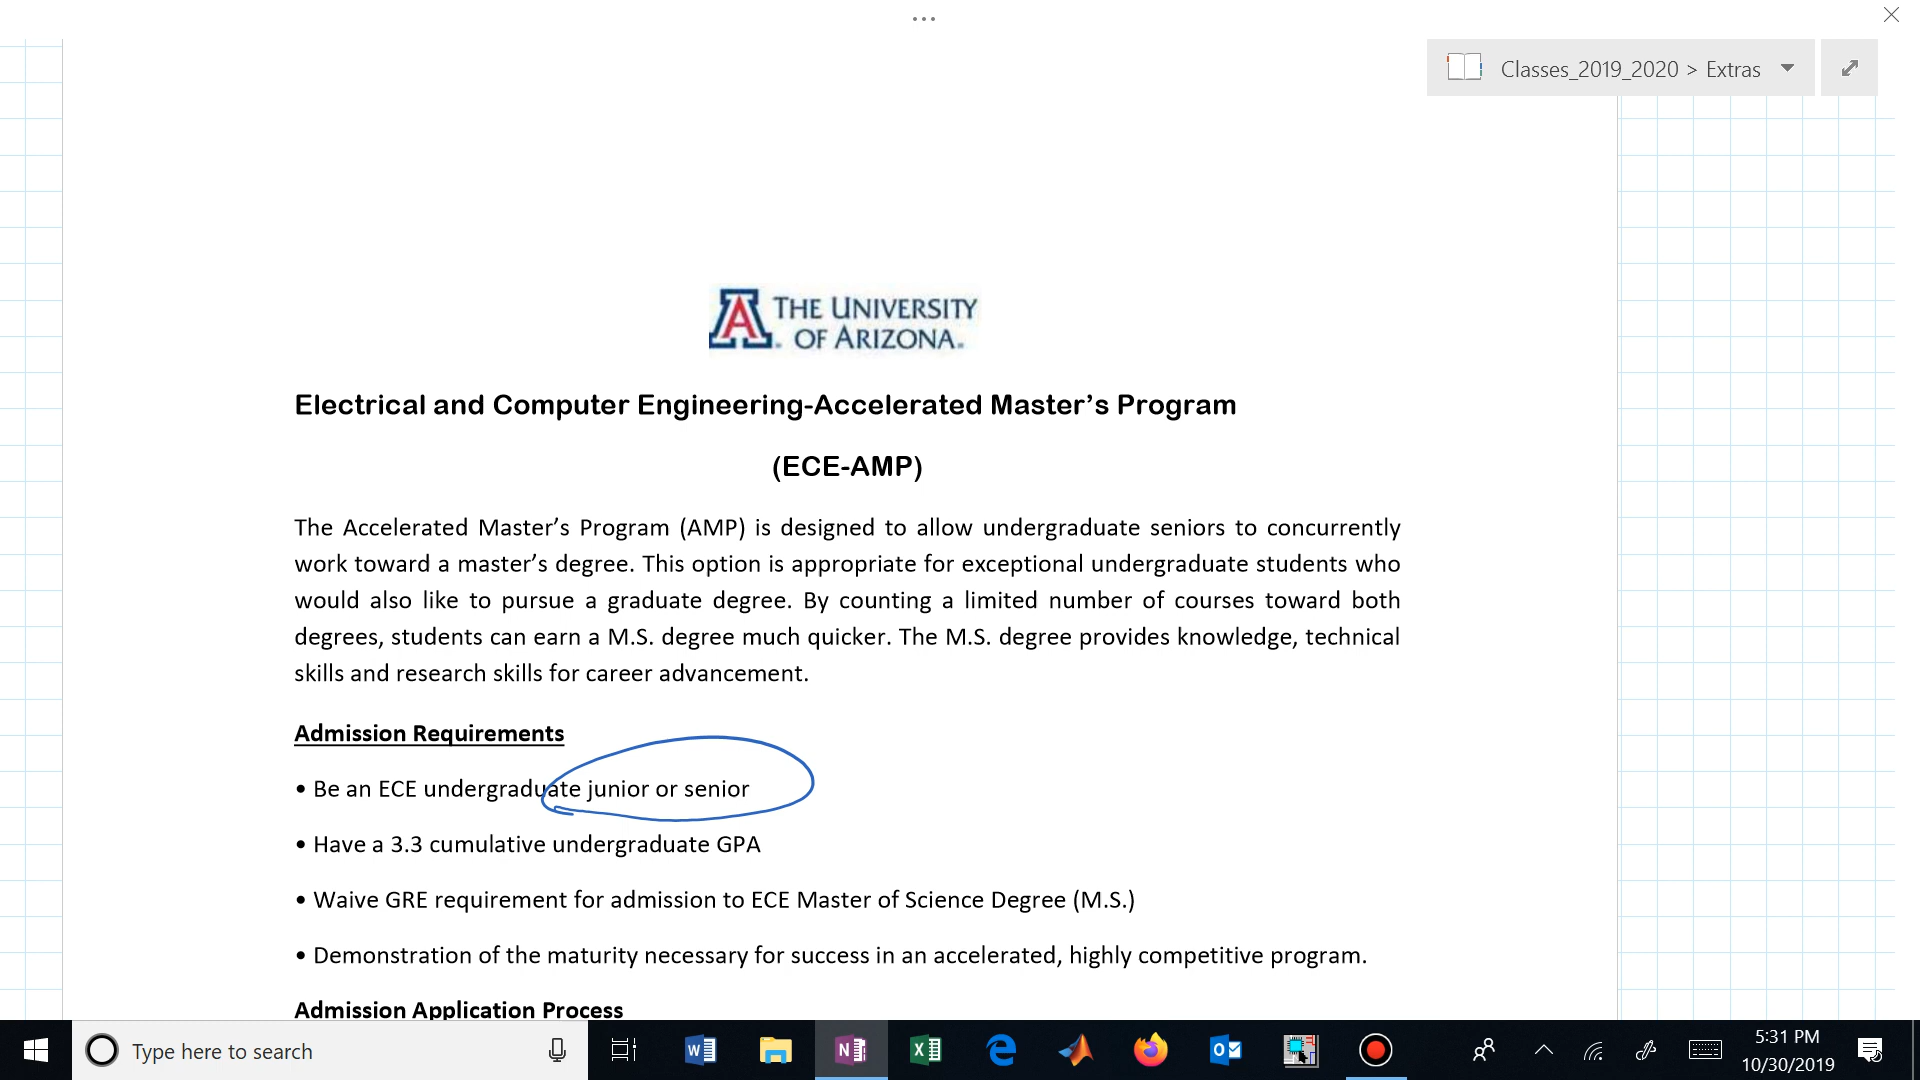 Classes_2019_2020 > Extras
THE UNIVERSITY
OF ARIZONA.
Electrical and Computer Engineering-Accelerated Master’s Program
(ECE-AMP)
The Accelerated Master’s Program (AMP) is designed to allow undergraduate seniors to concurrently
work toward a master’s degree. This option is appropriate for exceptional undergraduate students who
would also like to pursue a graduate degree. By counting a limited number of courses toward both
degrees, students can earn a M.S. degree much quicker. The M.S. degree provides knowledge, technical
skills and research skills for career advancement.
Admission Requirements
• Be an ECE undergraduate junior or senior
• Have a 3.3 cumulative undergraduate GPA
• Waive GRE requirement for admission to ECE Master of Science Degree (M.S.)
• Demonstration of the maturity necessary for success in an accelerated, highly competitive program.
Admission Application Process
Type here to search
5:31 PM
10/30/2019